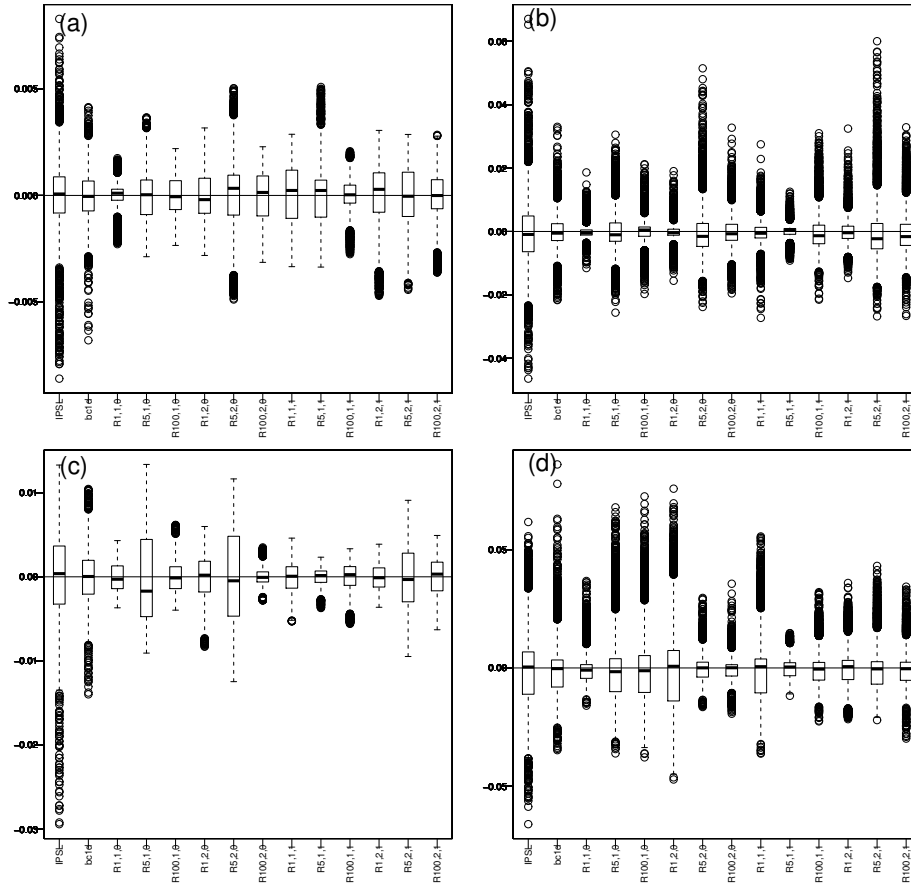 (a)
0.005
0.000
-0.005
IPSL
bc1d
R1,1,0
R5,1,0
R100,1,0
R1,2,0
R5,2,0
R100,2,0
R1,1,1
R5,1,1
R100,1,1
R1,2,1
R5,2,1
R100,2,1
(b)
0.06
0.04
0.02
0.00
-0.02
-0.04
IPSL
bc1d
R1,1,0
R5,1,0
R100,1,0
R1,2,0
R5,2,0
R100,2,0
R1,1,1
R5,1,1
R100,1,1
R1,2,1
R5,2,1
R100,2,1
(c)
0.01
0.00
-0.01
-0.02
-0.03
IPSL
bc1d
R1,1,0
R5,1,0
R100,1,0
R1,2,0
R5,2,0
R100,2,0
R1,1,1
R5,1,1
R100,1,1
R1,2,1
R5,2,1
R100,2,1
(d)
0.05
0.00
-0.05
IPSL
bc1d
R1,1,0
R5,1,0
R100,1,0
R1,2,0
R5,2,0
R100,2,0
R1,1,1
R5,1,1
R100,1,1
R1,2,1
R5,2,1
R100,2,1